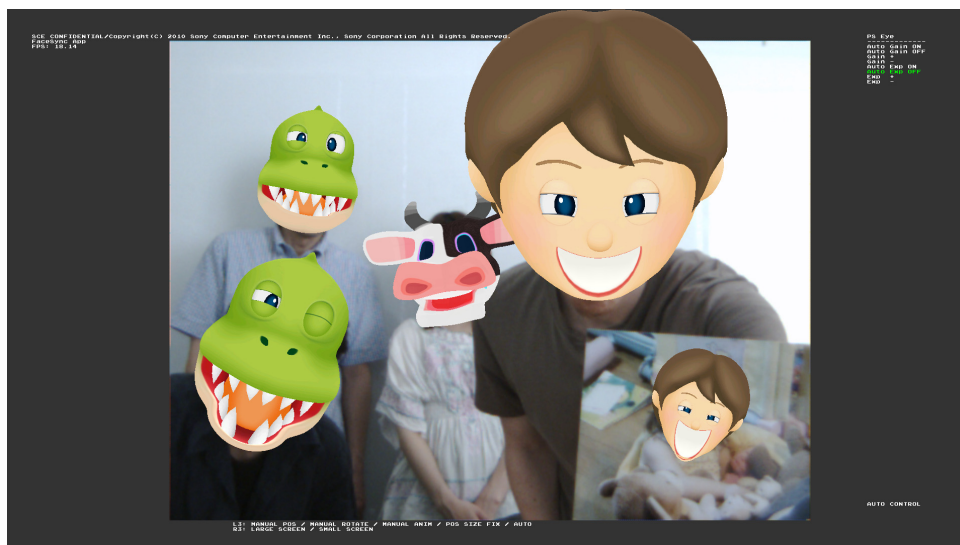 SCE CONFIDENTIAL/Copyright(C) 2010 Sony Computer Entertainment Inc., Sony Corporation All Rights Reserved.
FaceSync App
FPS: 18.14
PS Eye
--------------
Auto Gain ON
Auto Gain OFF
Gain +
Gain -
Auto Exp ON
Auto Exp OFF
Exp +
Exp -
AUTO CONTROL
L3: MANUAL POS / MANUAL ROTATE / MANUAL ANIM / POS SIZE FIX / AUTO
R3: LARGE SCREEN / SMALL SCREEN